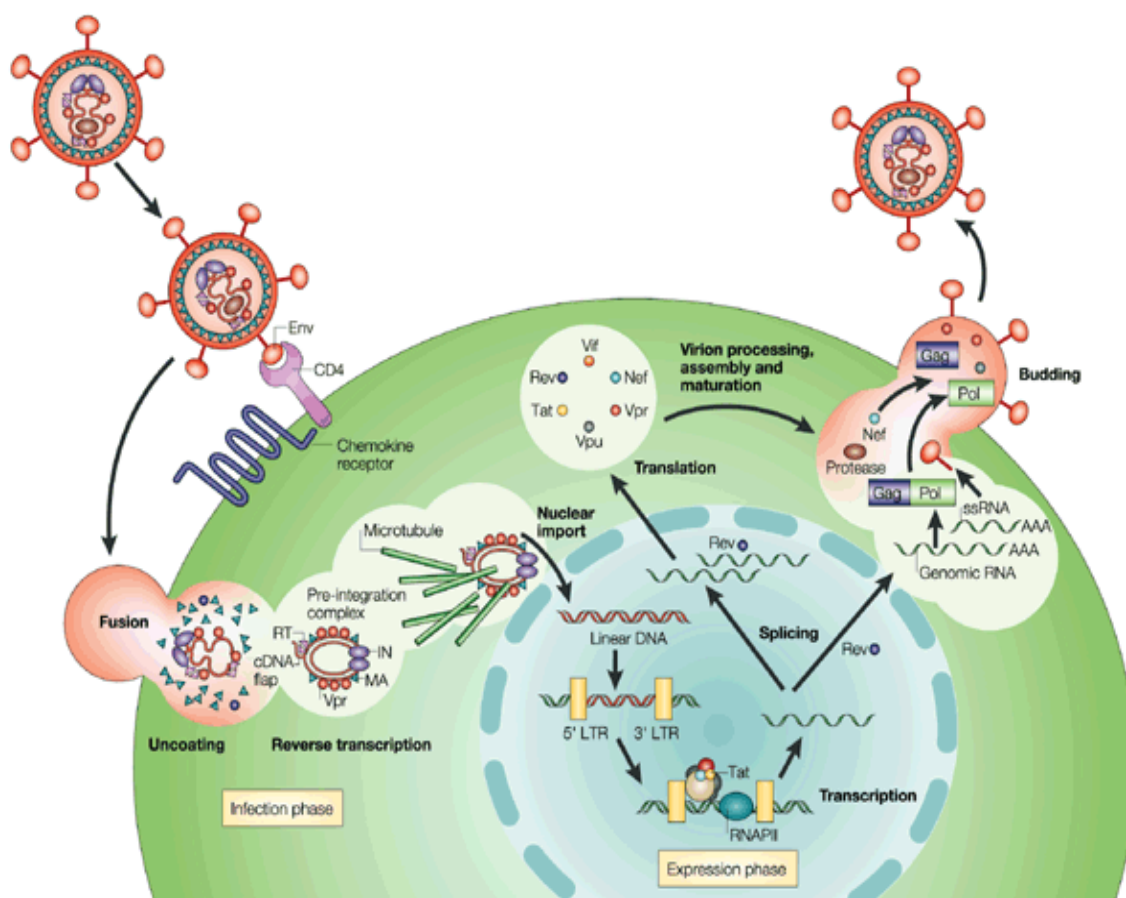 Env
CD4
Chemokine
receptor
Vif
Rev
Nef
Tat
Vpr
Vpu
Virion processing,
assembly and
maturation
Gag
Pol
Budding
Nef
Protease
Gag
Pol
ssRNA
AAA
AAA
Genomic RNA
Translation
Microtubule
Nuclear
import
Rev
Pre-integration
complex
Fusion
RT
cDNA
flap
IN
MA
Vpr
Linear DNA
Splicing
Rev
Uncoating
Reverse transcription
5' LTR
3' LTR
Tat
Transcription
RNAPII
Infection phase
Expression phase